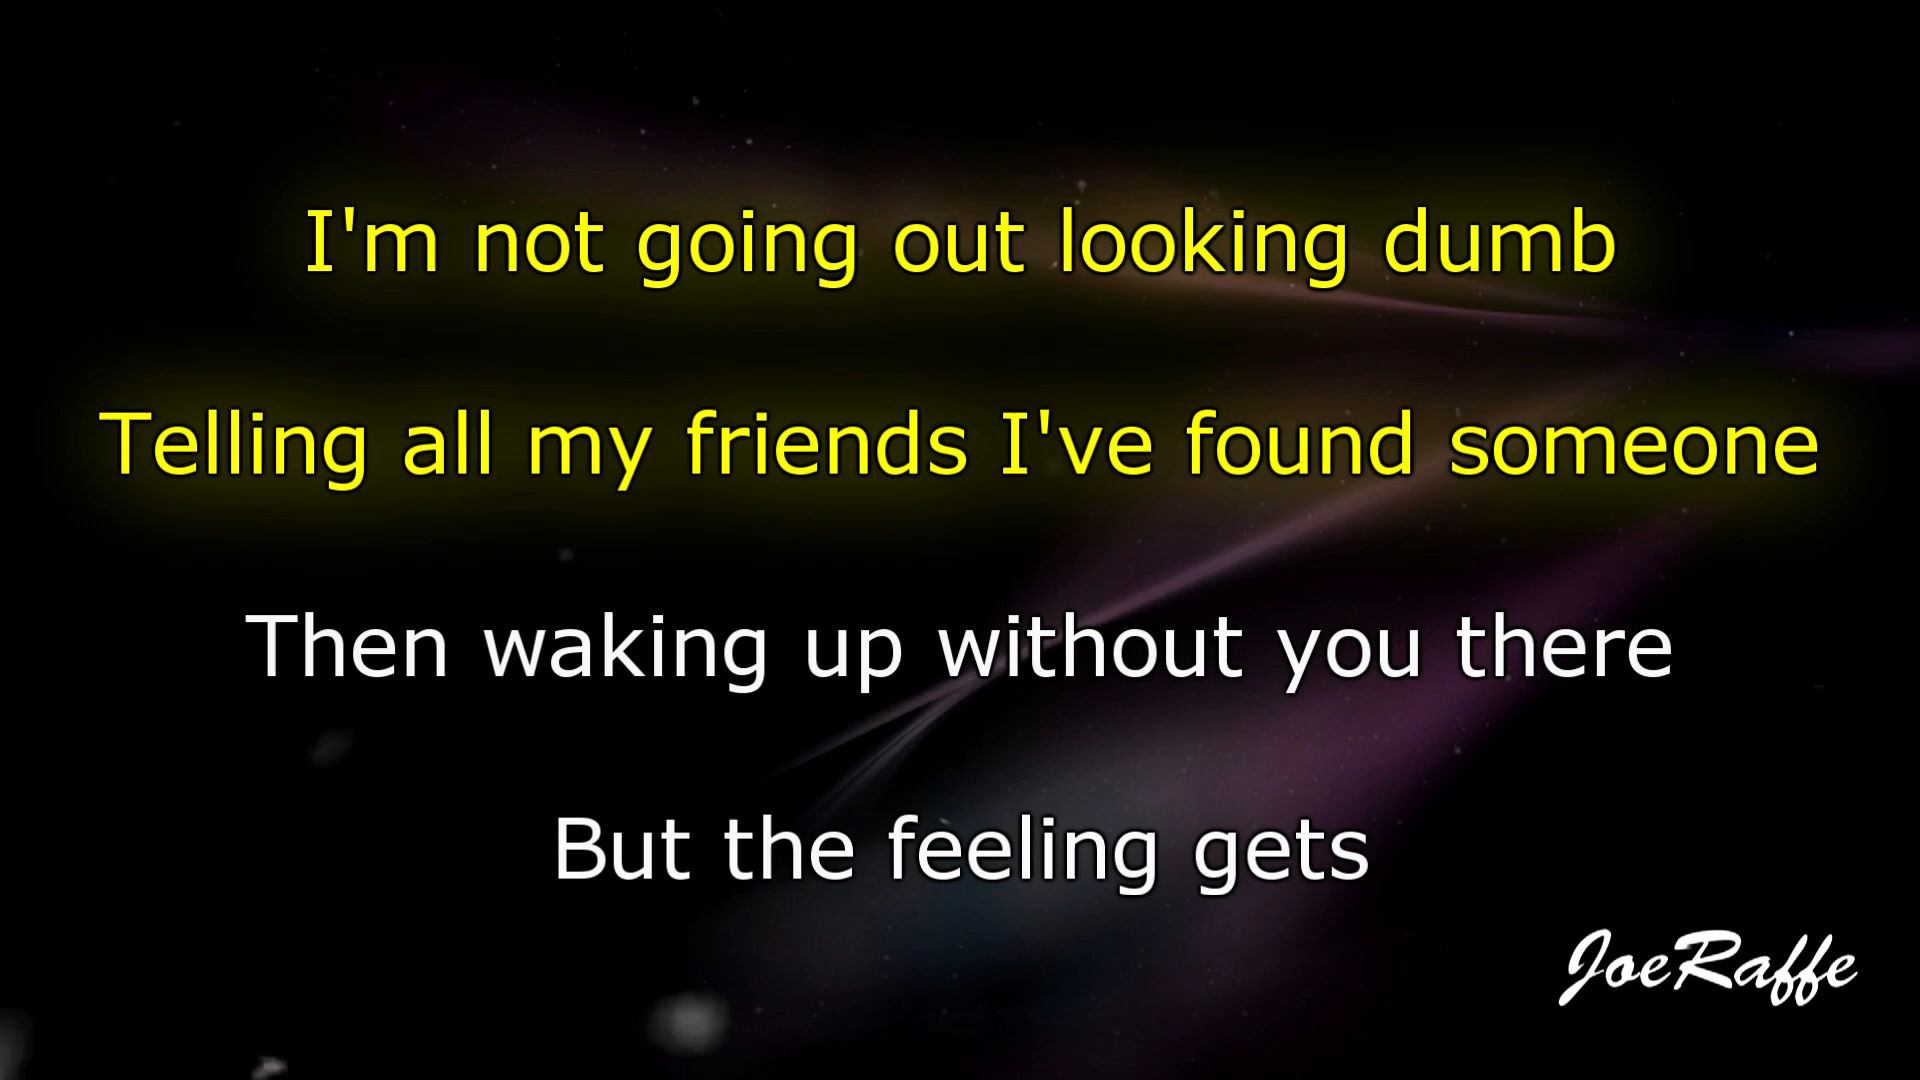 I'm not going out looking dumb
Telling all my friends I've found someone
Then waking up without you there
But the feeling gets
JoeRaffe